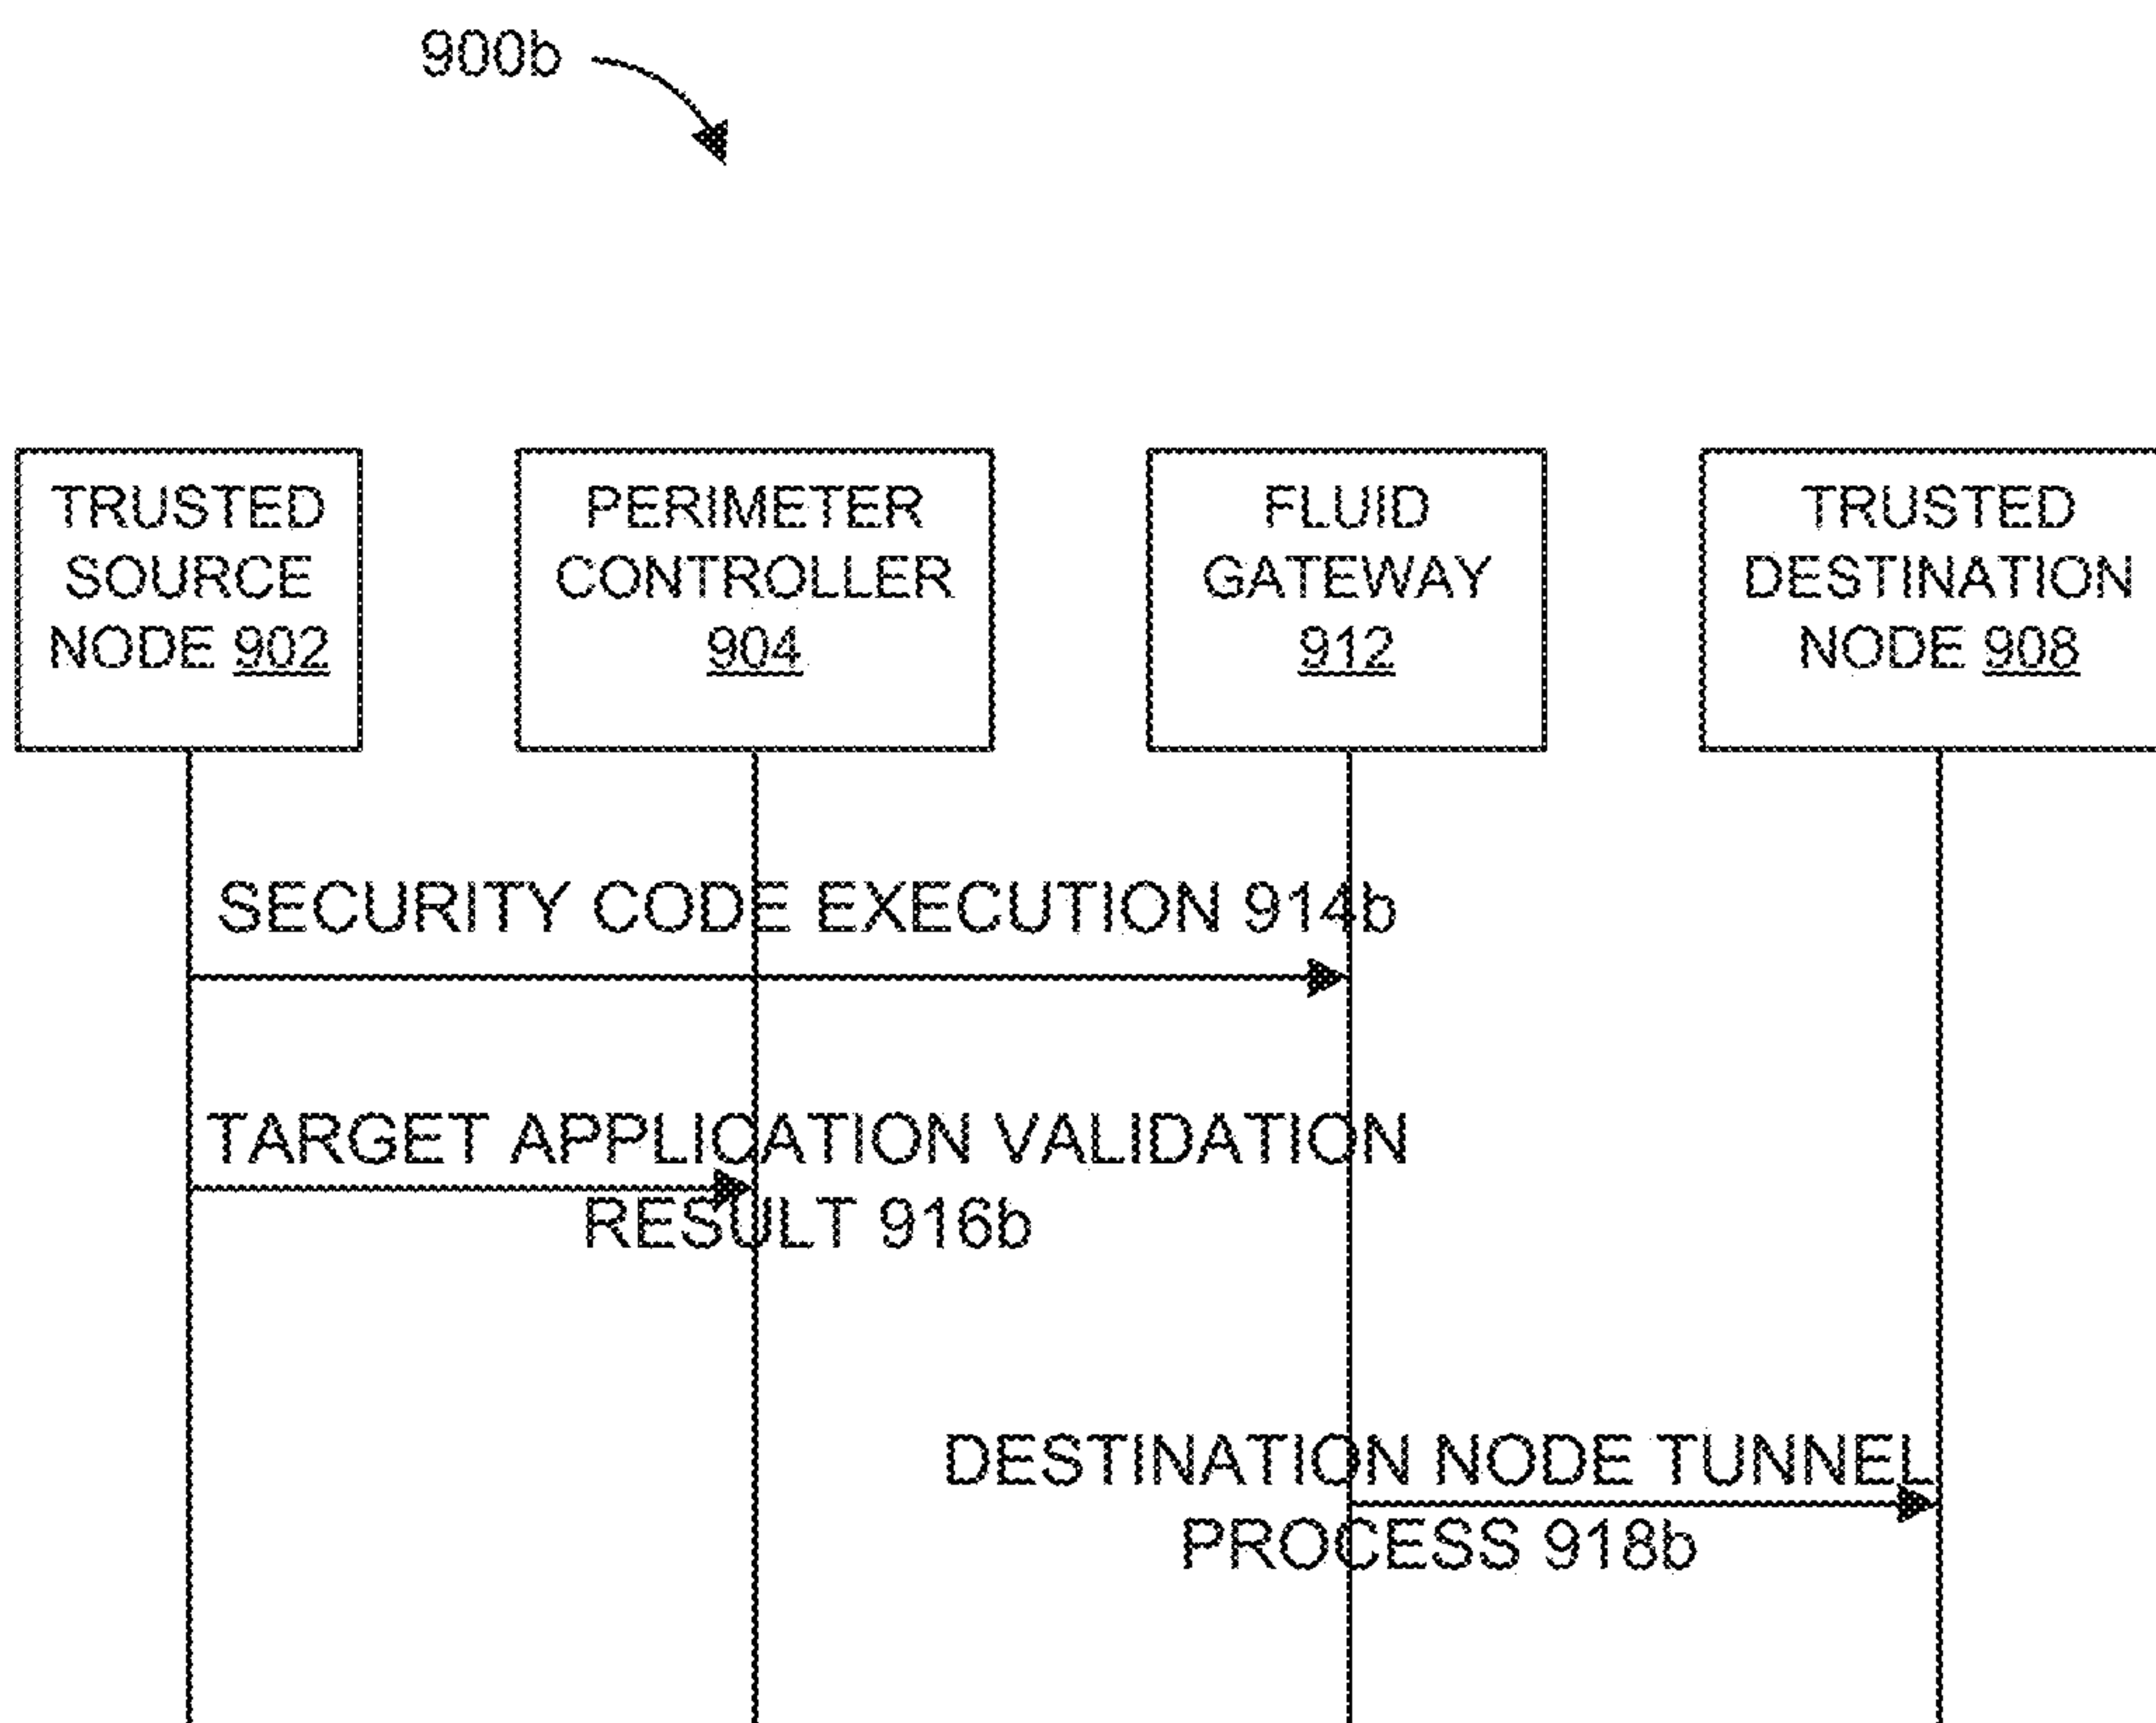 900b
TRUSTED
SOURCE
NODE 902
PERIMETER
CONTROLLER
904
FLUID
GATEWAY
912
TRUSTED
DESTINATION
NODE 908
SECURITY CODE EXECUTION 914b
TARGET APPLICATION VALIDATION
RESULT 916b
DESTINATION NODE TUNNEL
PROCESS 918b